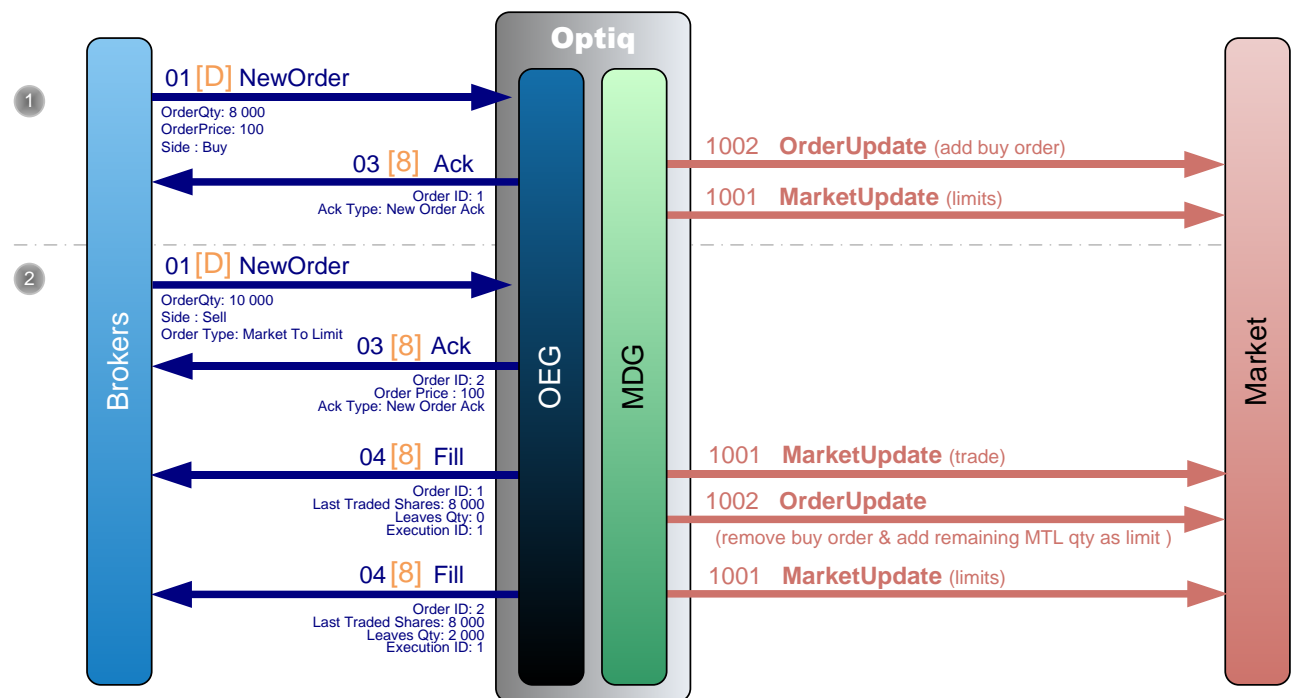 Optiq
1
01 [D] NewOrder
OrderQty: 8 000
OrderPrice: 100
Side : Buy
1002 OrderUpdate (add buy order)
03 [8] Ack
Order ID: 1
Ack Type: New Order Ack
1001 MarketUpdate (limits)
2
01 [D] NewOrder
OrderQty: 10 000
Side : Sell
Order Type: Market To Limit
03 [8] Ack
Order ID: 2
Order Price : 100
Ack Type: New Order Ack
Brokers
OEG
MDG
Market
04 [8] Fill
Order ID: 1
Last Traded Shares: 8 000
Leaves Qty: 0
Execution ID: 1
1001 MarketUpdate (trade)
1002 OrderUpdate
(remove buy order & add remaining MTL qty as limit )
04 [8] Fill
Order ID: 2
Last Traded Shares: 8 000
Leaves Qty: 2 000
Execution ID: 1
1001 MarketUpdate (limits)